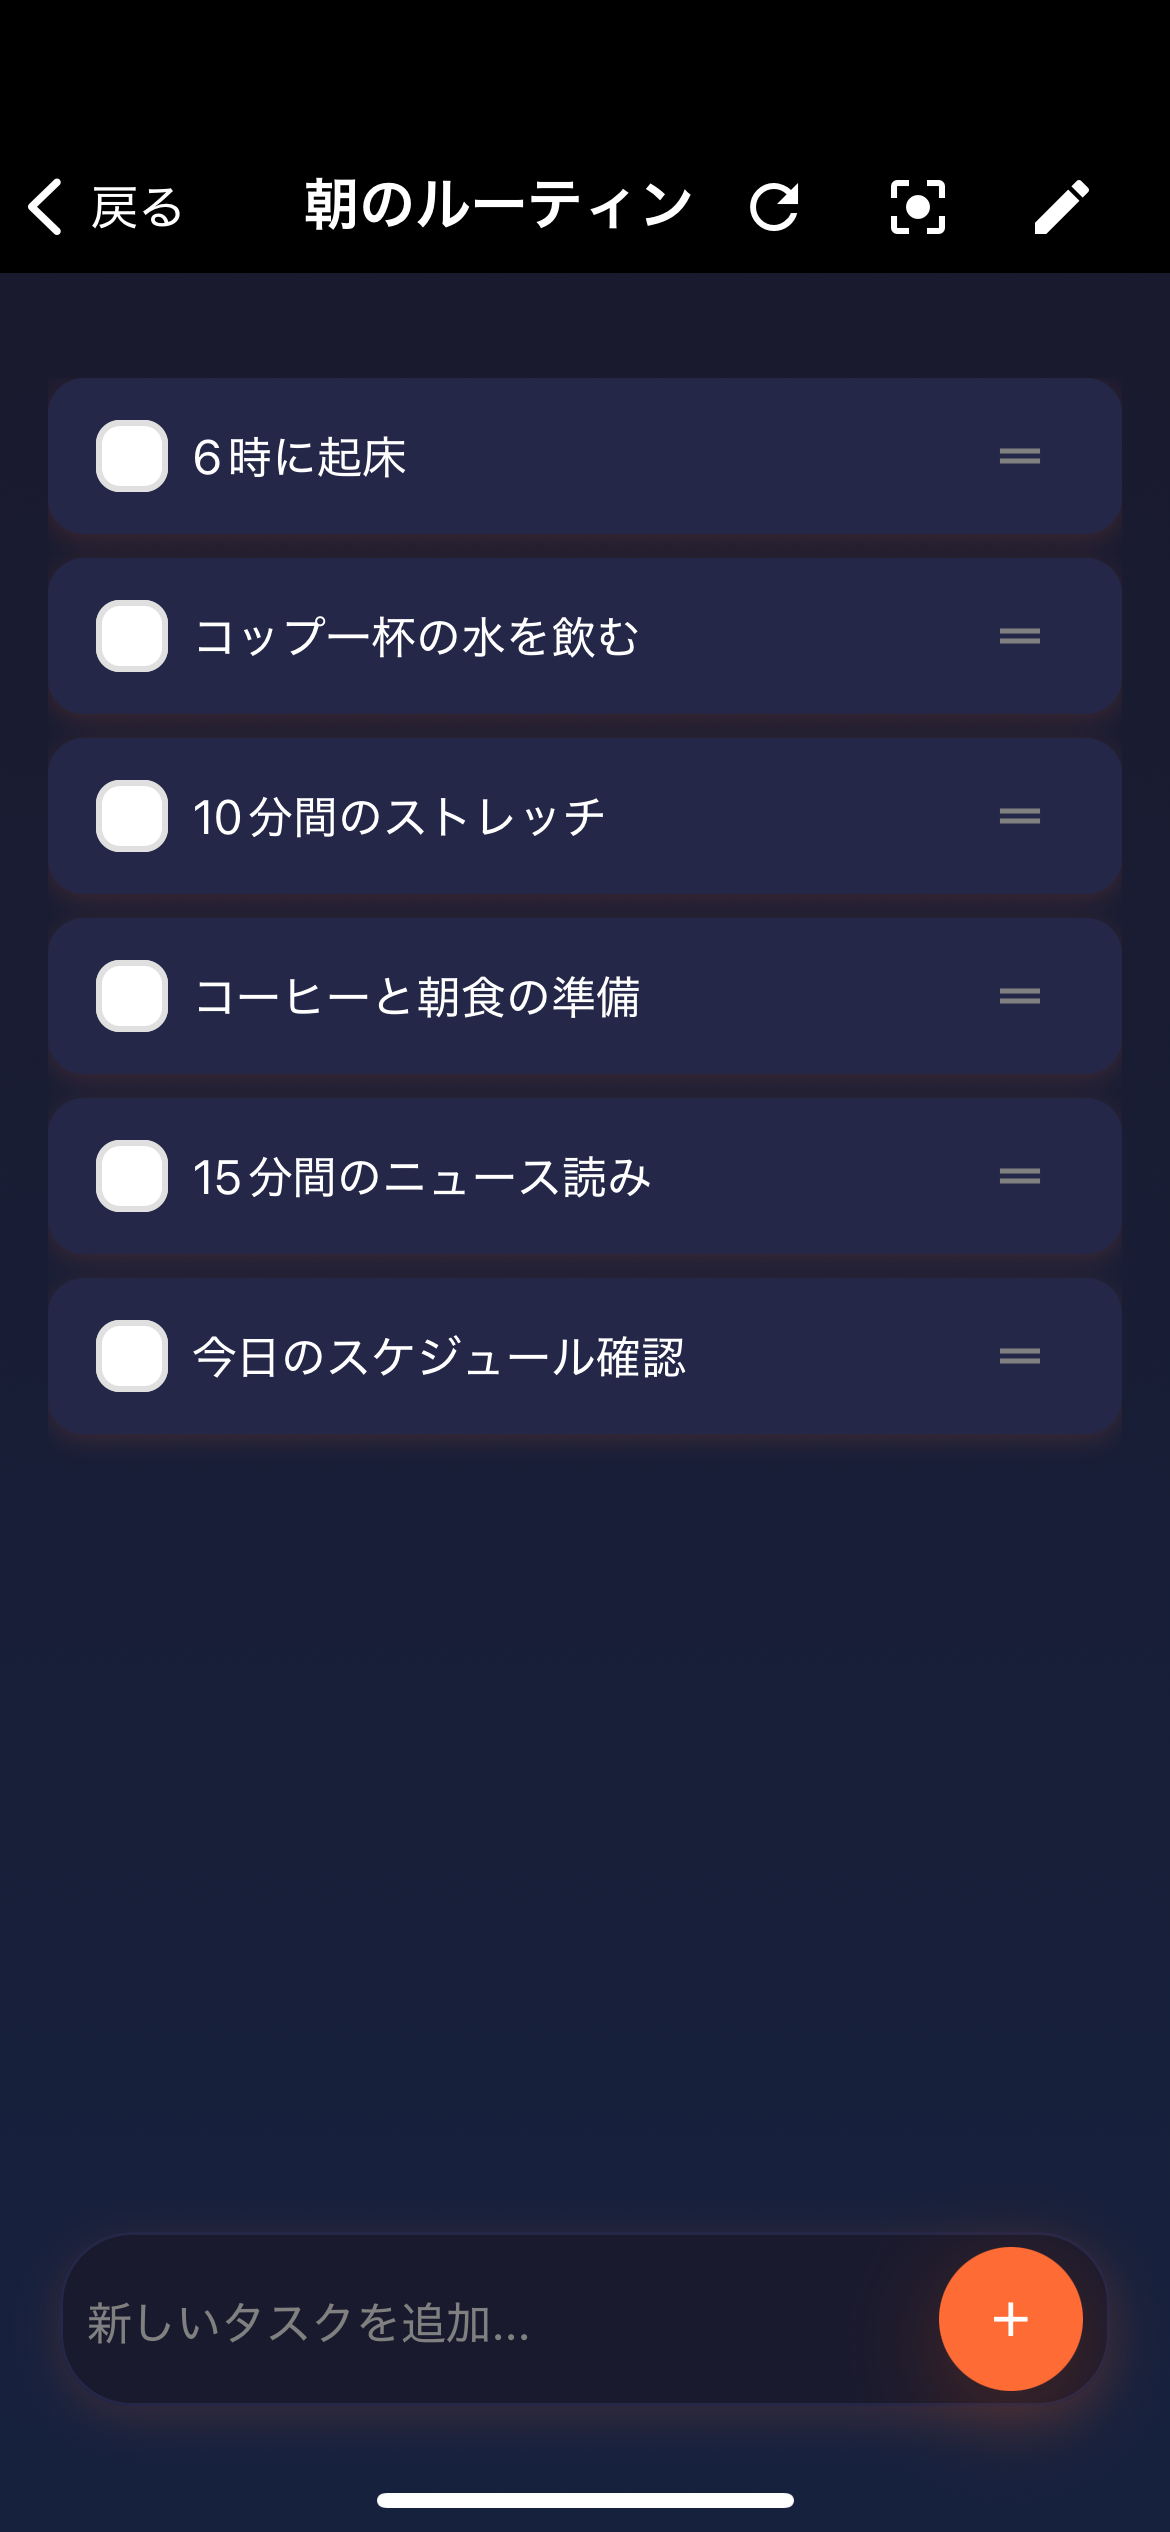 戻る
朝のルーティン
6時に起床
コップ一杯の水を飲む
10分間のストレッチ
コーヒーと朝食の準備
15分間のニュース読み
今日のスケジュール確認
新しいタスクを追加...